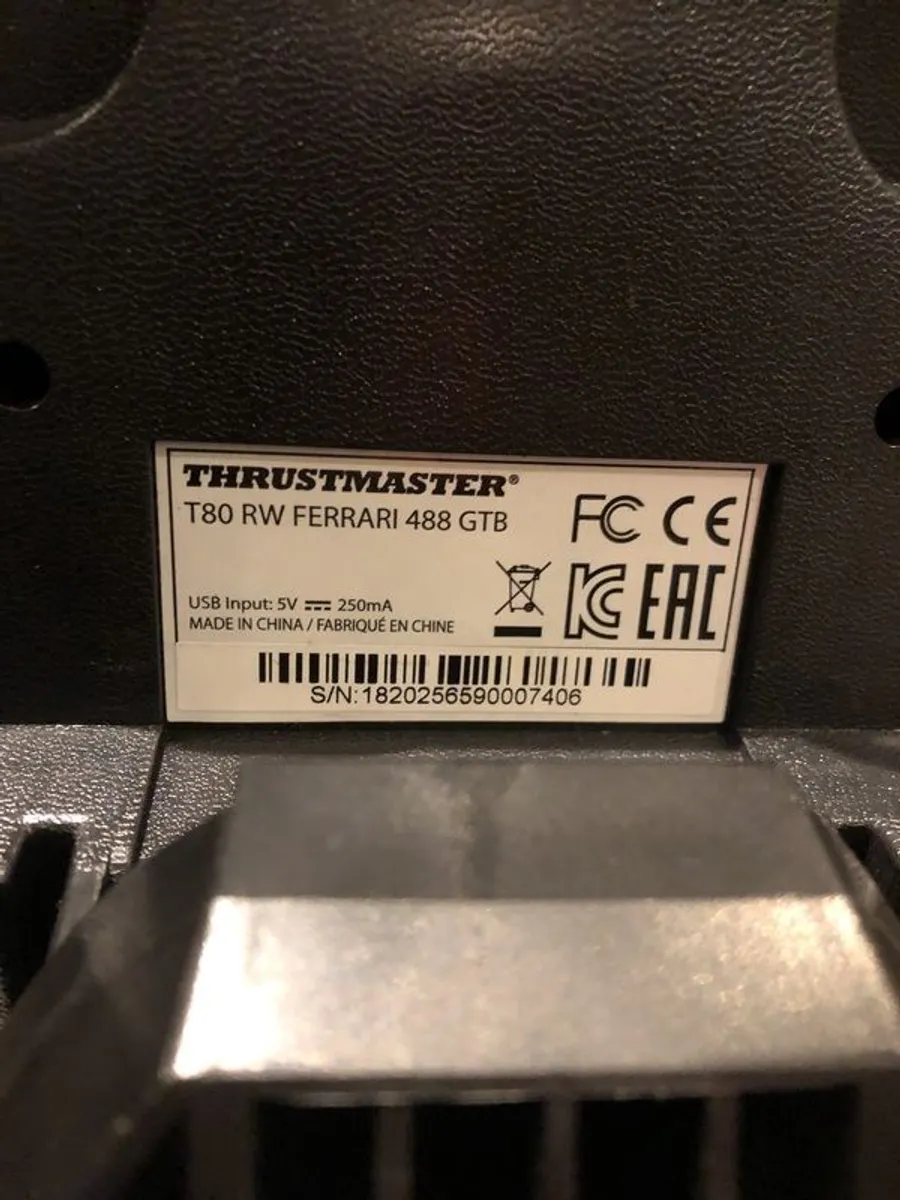 THRUSTMASTER®
T80 RW FERRARI 488 GTB
FC CE
KC EAC
USB Input: 5V ⎓ 250mA
MADE IN CHINA / FABRIQUÉ EN CHINE
S/N:1820256590007406